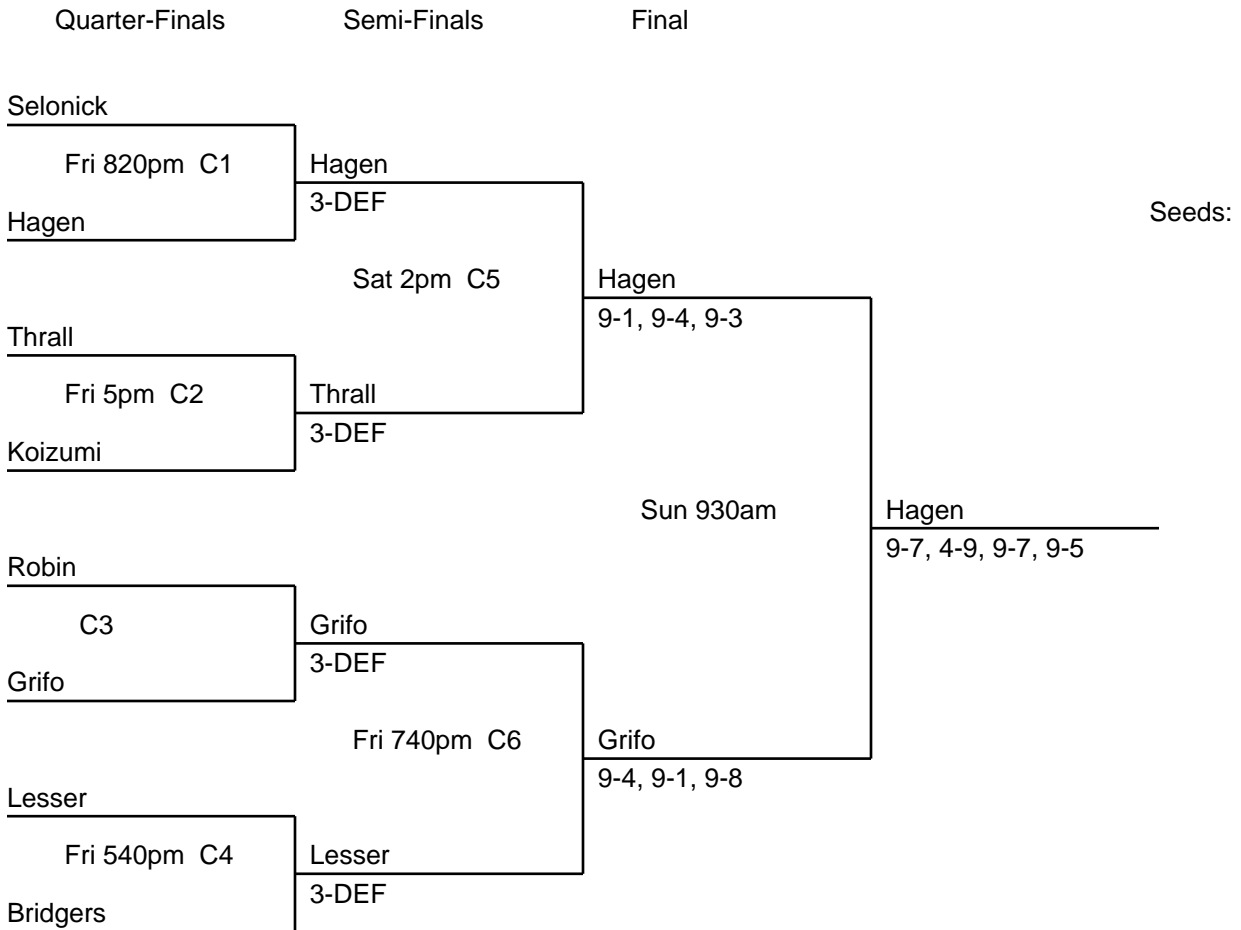 Quarter-Finals Semi-Finals Final
Selonick
Fri 820pm C1 Hagen
3-DEF
Hagen Seeds:
Sat 2pm C5 Hagen
9-1, 9-4, 9-3
Thrall
Fri 5pm C2 Thrall
3-DEF
Koizumi
Sun 930am Hagen
9-7, 4-9, 9-7, 9-5
Robin
C3 Grifo
3-DEF
Grifo
Fri 740pm C6 Grifo
9-4, 9-1, 9-8
Lesser
Fri 540pm C4 Lesser
3-DEF
Bridgers